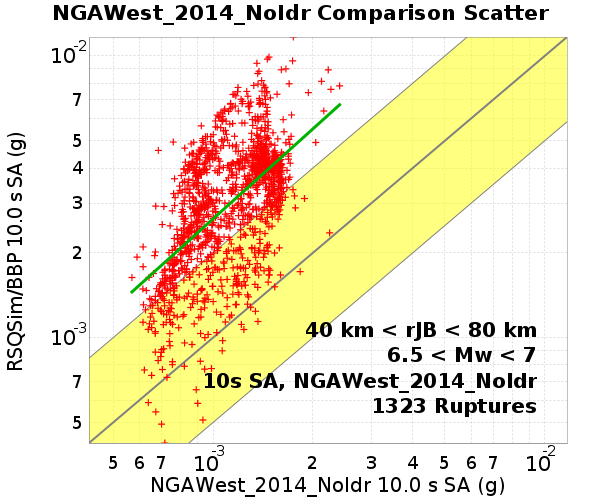 NGAWest_2014_NoIdr Comparison Scatter
10-2
7
5
4
3
2
10-3
7
5
RSQSim/BBP 10.0 s SA (g)
40 km < rJB < 80 km
6.5 < Mw < 7
10s SA, NGAWest_2014_NoIdr
1323 Ruptures
5 6 7 10-3 2 3 4 5 6 7 10-2
NGAWest_2014_NoIdr 10.0 s SA (g)